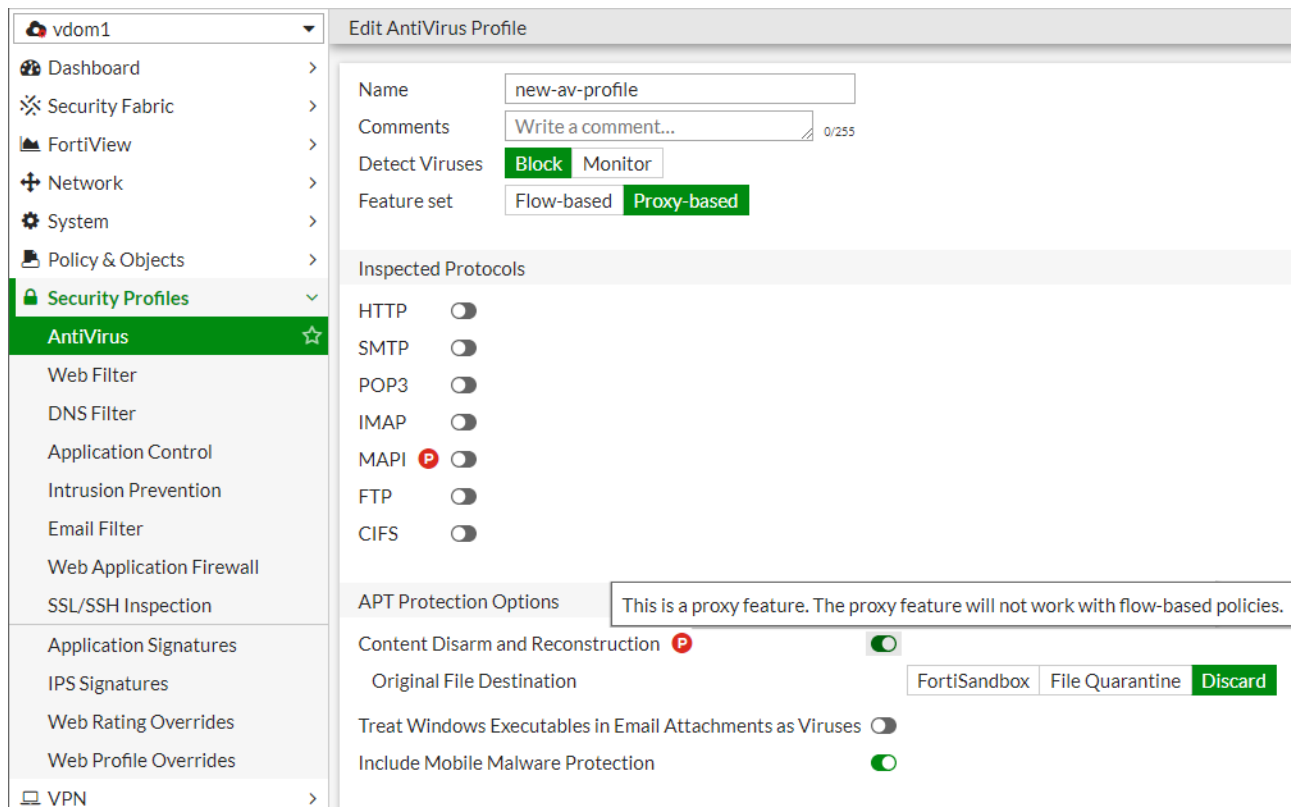 vdom1
Dashboard
Security Fabric
FortiView
Network
System
Policy & Objects
Security Profiles
AntiVirus
Web Filter
DNS Filter
Application Control
Intrusion Prevention
Email Filter
Web Application Firewall
SSL/SSH Inspection
Application Signatures
IPS Signatures
Web Rating Overrides
Web Profile Overrides
VPN
Edit AntiVirus Profile
Name new-av-profile
Comments Write a comment... 0/255
Detect Viruses Block Monitor
Feature set Flow-based Proxy-based
Inspected Protocols
HTTP
SMTP
POP3
IMAP
MAPI P
FTP
CIFS
APT Protection Options
This is a proxy feature. The proxy feature will not work with flow-based policies.
Content Disarm and Reconstruction P
Original File Destination FortiSandbox File Quarantine Discard
Treat Windows Executables in Email Attachments as Viruses
Include Mobile Malware Protection